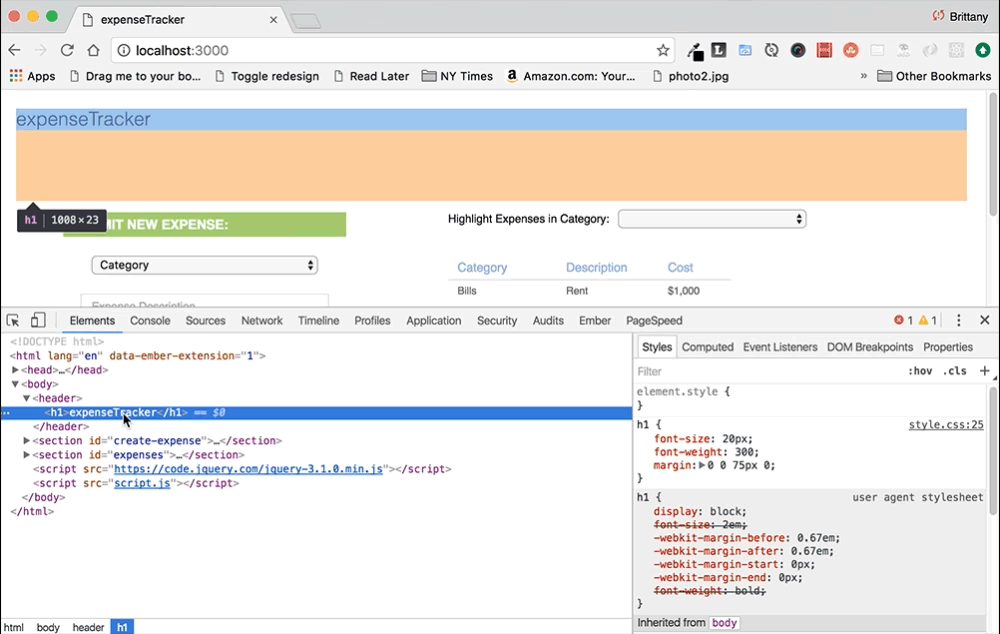 expenseTracker
Brittany
localhost:3000
Apps Drag me to your bo... Toggle redesign Read Later NY Times Amazon.com: Your... photo2.jpg » Other Bookmarks
expenseTracker
h1 1008 × 23
MIT NEW EXPENSE:
Highlight Expenses in Category:
Category
Category Description Cost
Expense Description
Bills Rent $1,000
Elements Console Sources Network Timeline Profiles Application Security Audits Ember PageSpeed 1 1
<!DOCTYPE html>
<html lang="en" data-ember-extension="1">
<head>…</head>
<body>
<header>
<h1>expenseTracker</h1> == $0
</header>
<section id="create-expense">…</section>
<section id="expenses">…</section>
<script src="https://code.jquery.com/jquery-3.1.0.min.js"></script>
<script src="script.js"></script>
</body>
</html>
html body header h1
Styles Computed Event Listeners DOM Breakpoints Properties
Filter :hov .cls +
element.style {
}
h1 { style.css:25
font-size: 20px;
font-weight: 300;
margin: 0 0 75px 0;
}
h1 { user agent stylesheet
display: block;
font-size: 2em;
-webkit-margin-before: 0.67em;
-webkit-margin-after: 0.67em;
-webkit-margin-start: 0px;
-webkit-margin-end: 0px;
font-weight: bold;
}
Inherited from body